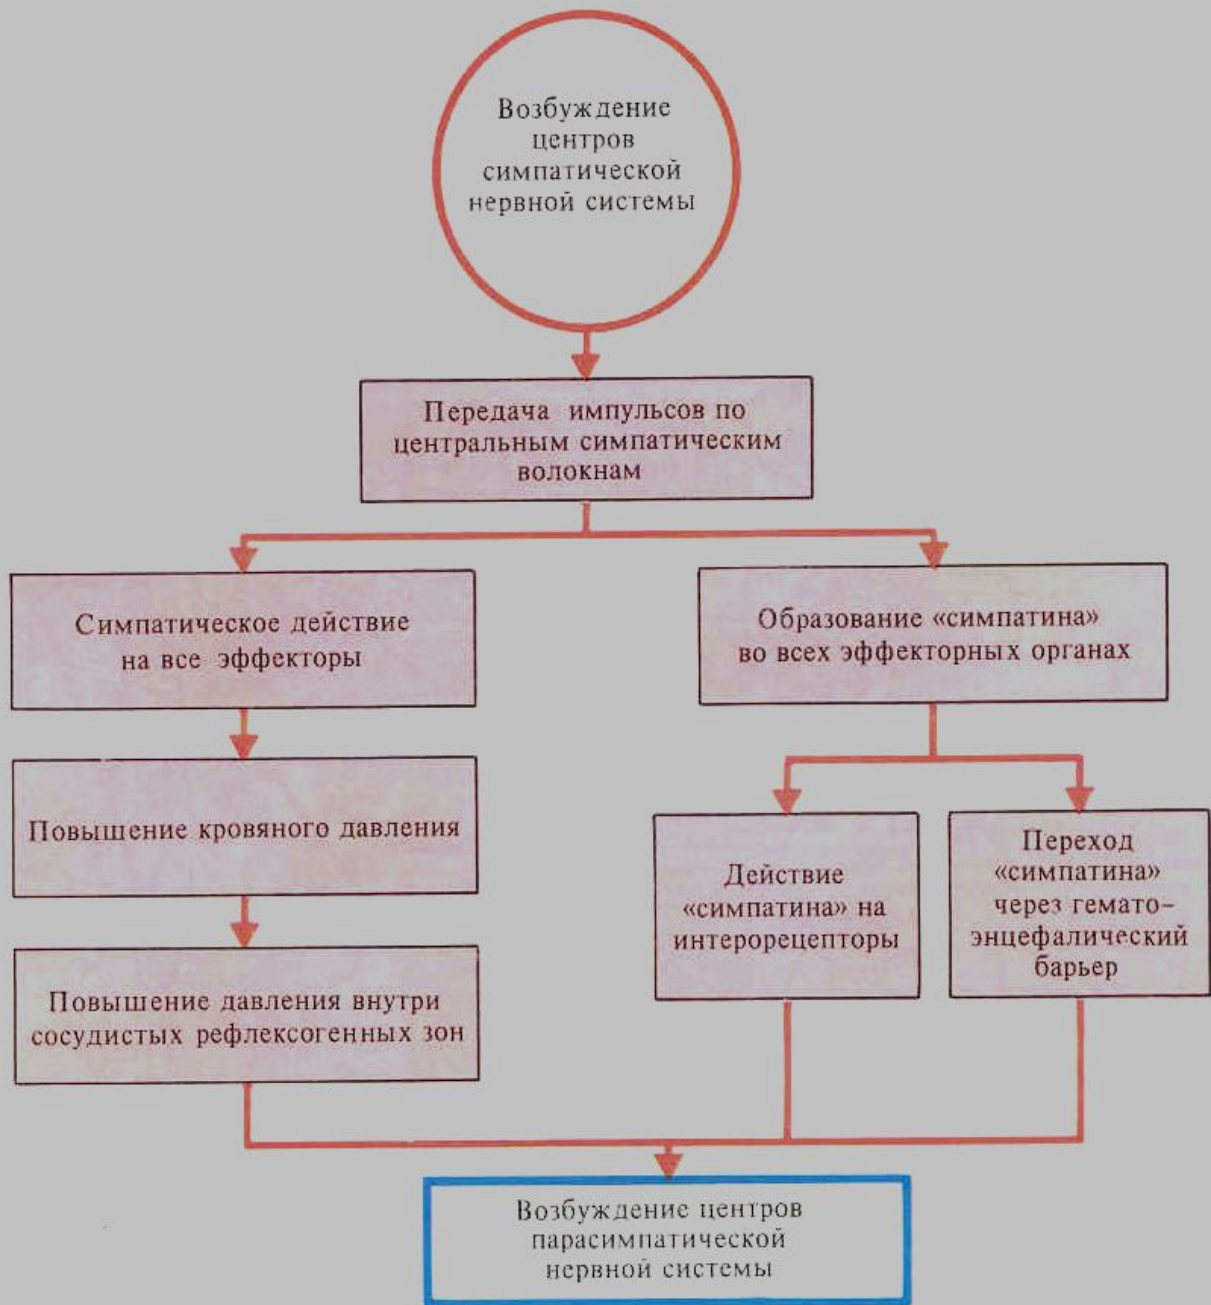 Возбуждение
центров
симпатической
нервной системы
Передача импульсов по
центральным симпатическим
волокнам
Симпатическое действие
на все эффекторы
Образование «симпатина»
во всех эффекторных органах
Повышение кровяного давления
Действие
«симпатина» на
интерорецепторы
Переход
«симпатина»
через гемато-
энцефалический
барьер
Повышение давления внутри
сосудистых рефлексогенных зон
Возбуждение центров
парасимпатической
нервной системы